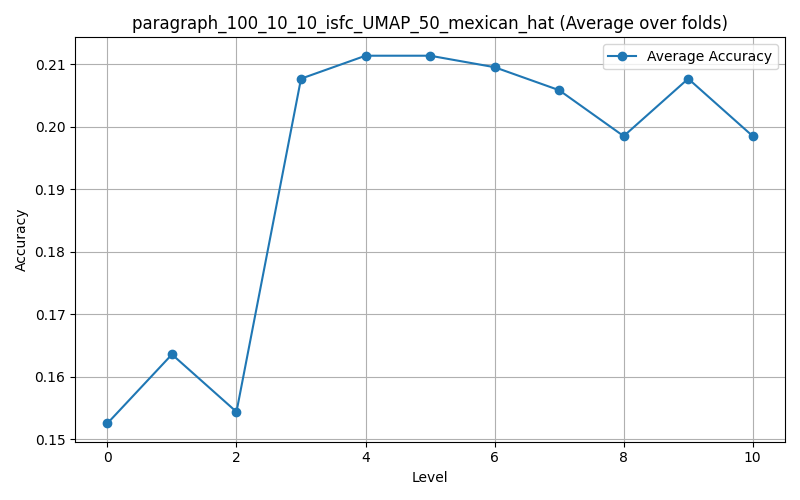 paragraph_100_10_10_isfc_UMAP_50_mexican_hat (Average over folds)
Average Accuracy
Accuracy
0.21
0.20
0.19
0.18
0.17
0.16
0.15
0 2 4 6 8 10
Level